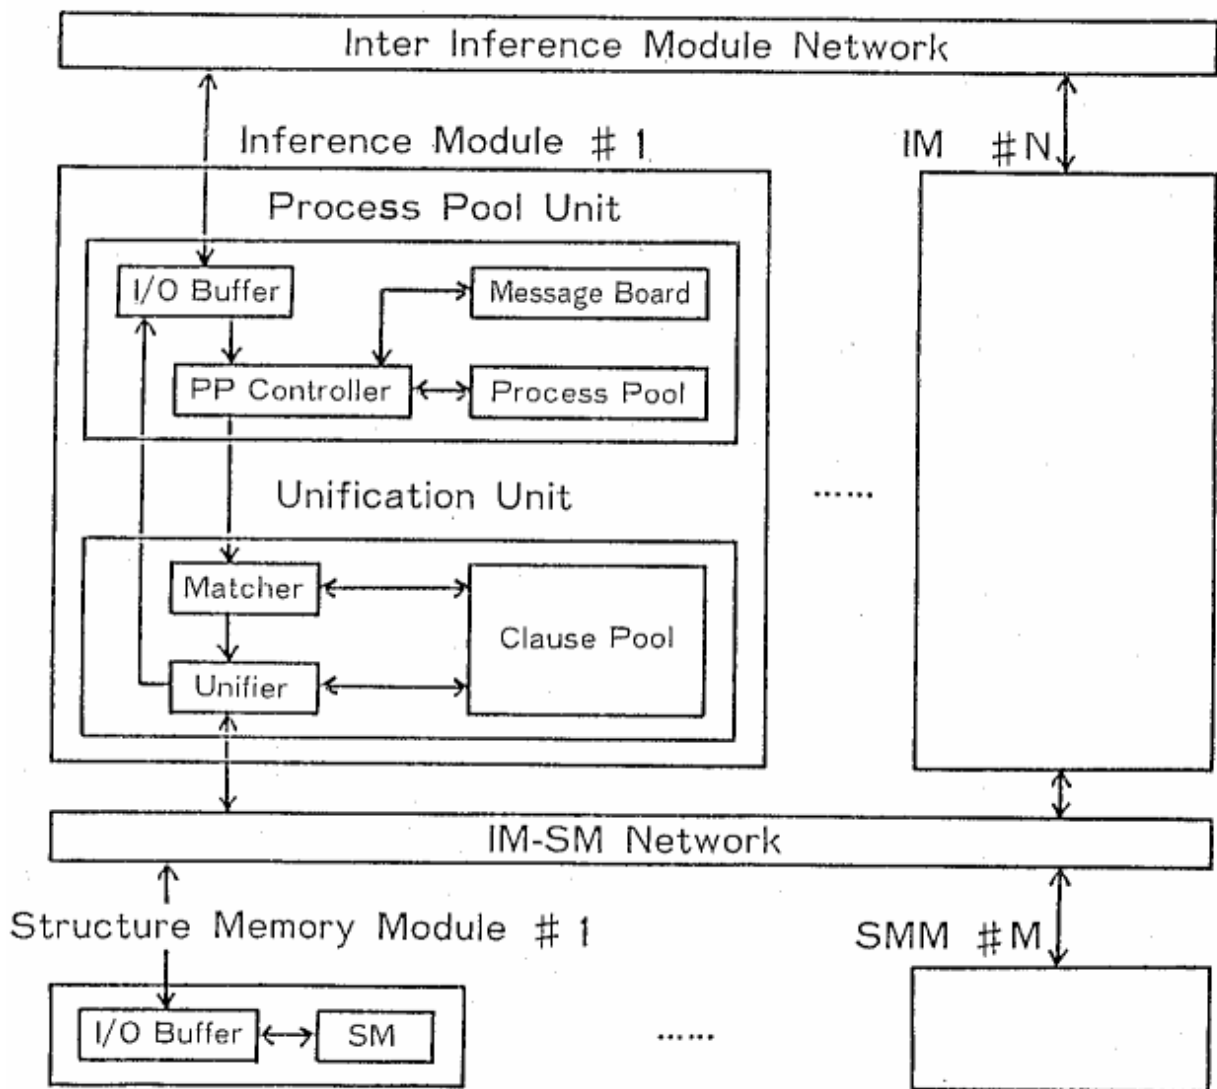 Inter Inference Module Network
Inference Module # 1
IM # N
Process Pool Unit
I/O Buffer
Message Board
PP Controller
Process Pool
Unification Unit
......
Matcher
Clause Pool
Unifier
IM-SM Network
Structure Memory Module # 1
SMM # M
I/O Buffer
SM
......